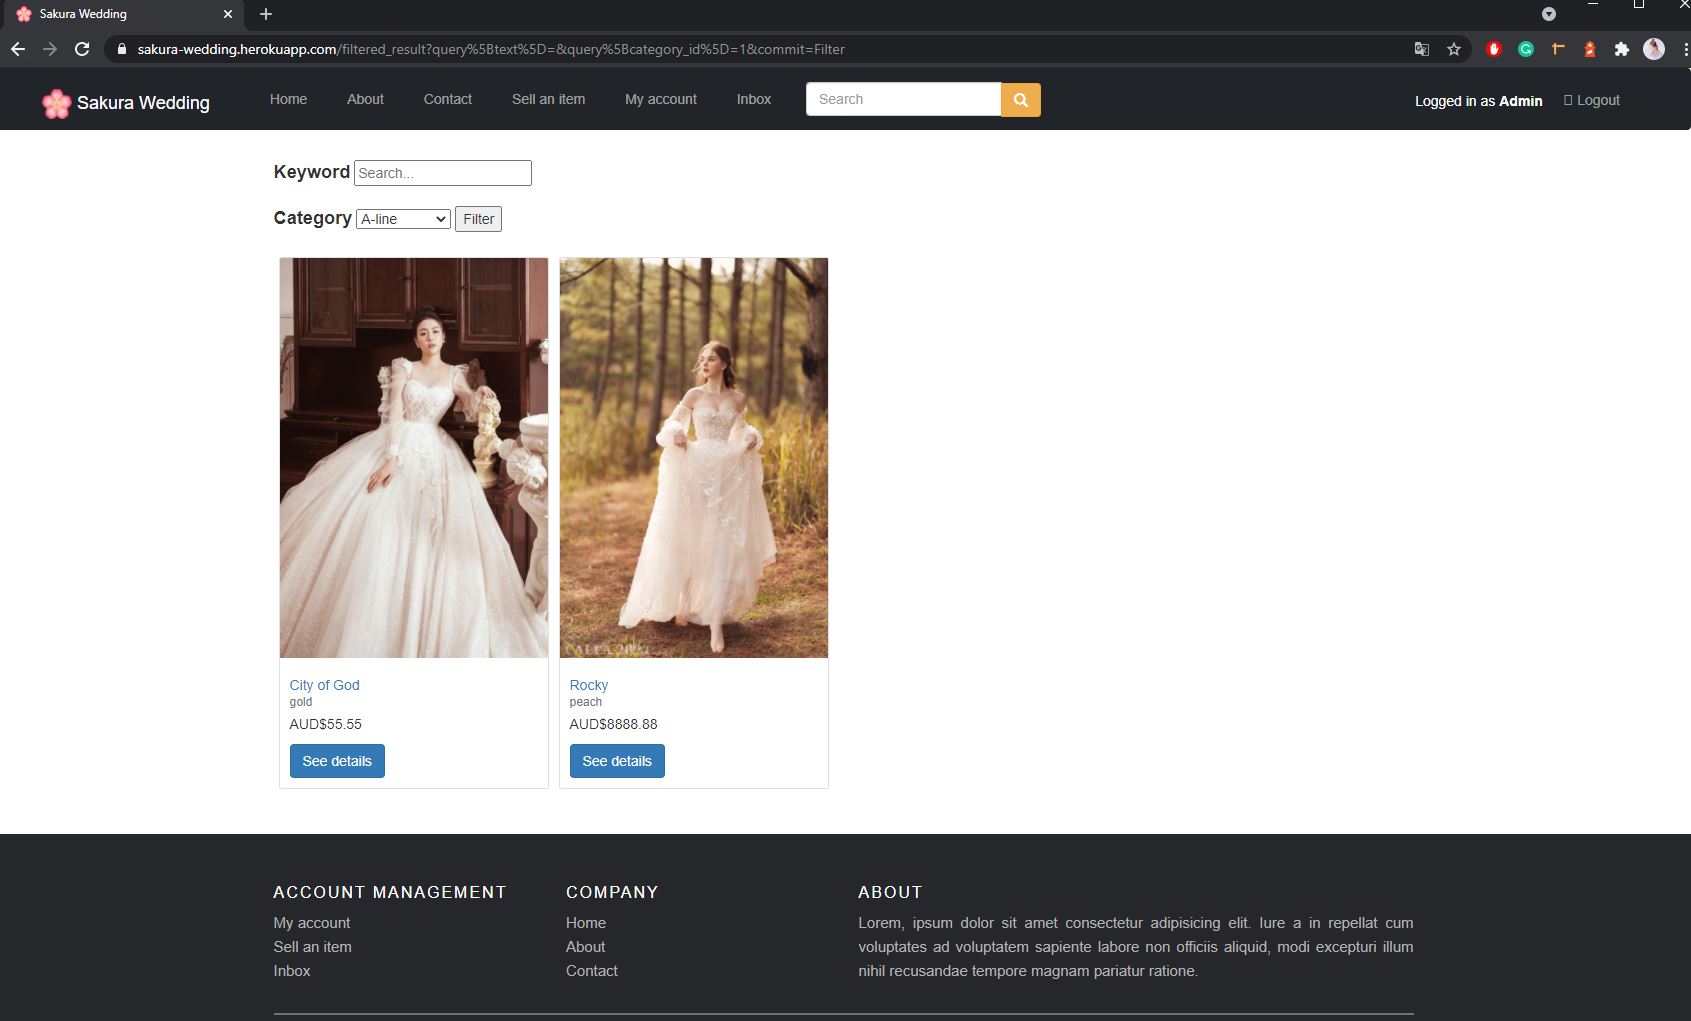 Sakura Wedding
sakura-wedding.herokuapp.com/filtered_result?query%5Btext%5D=&query%5Bcategory_id%5D=1&commit=Filter
Sakura Wedding
Home
About
Contact
Sell an item
My account
Inbox
Search
Logged in as Admin
Logout
Keyword
Search...
Category
A-line
Filter
CALLA 2021
City of God
gold
AUD$55.55
See details
Rocky
peach
AUD$8888.88
See details
ACCOUNT MANAGEMENT
My account
Sell an item
Inbox
COMPANY
Home
About
Contact
ABOUT
Lorem, ipsum dolor sit amet consectetur adipisicing elit. Iure a in repellat cum
voluptates ad voluptatem sapiente labore non officiis aliquid, modi excepturi illum
nihil recusandae tempore magnam pariatur ratione.